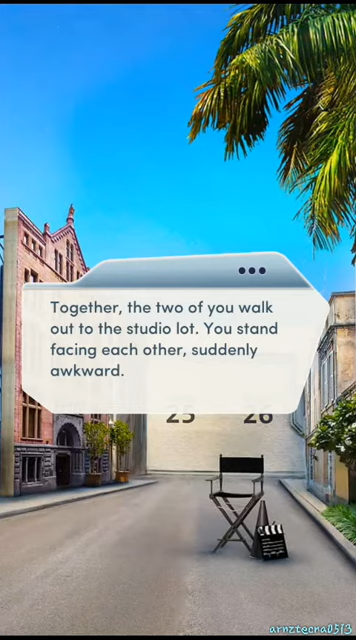 Together, the two of you walk
out to the studio lot. You stand
facing each other, suddenly
awkward.
25 26
arnztecna0513